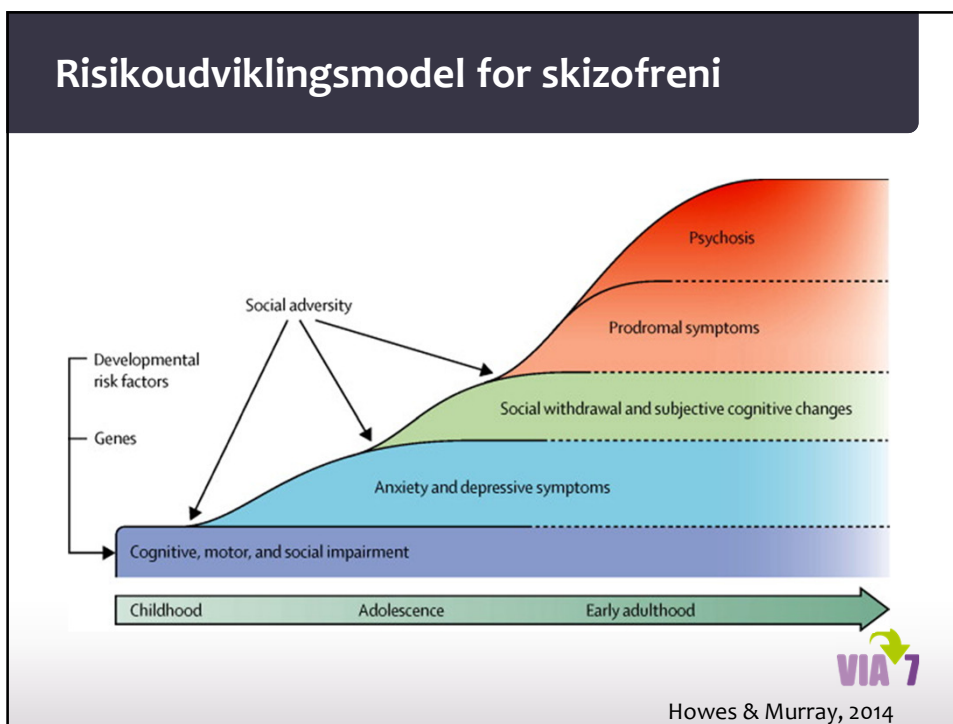 Risikoudviklingsmodel for skizofreni
Psychosis
Social adversity
Prodromal symptoms
Developmental
risk factors
Social withdrawal and subjective cognitive changes
Genes
Anxiety and depressive symptoms
Cognitive, motor, and social impairment
Childhood
Adolescence
Early adulthood
VIA 7
Howes & Murray, 2014